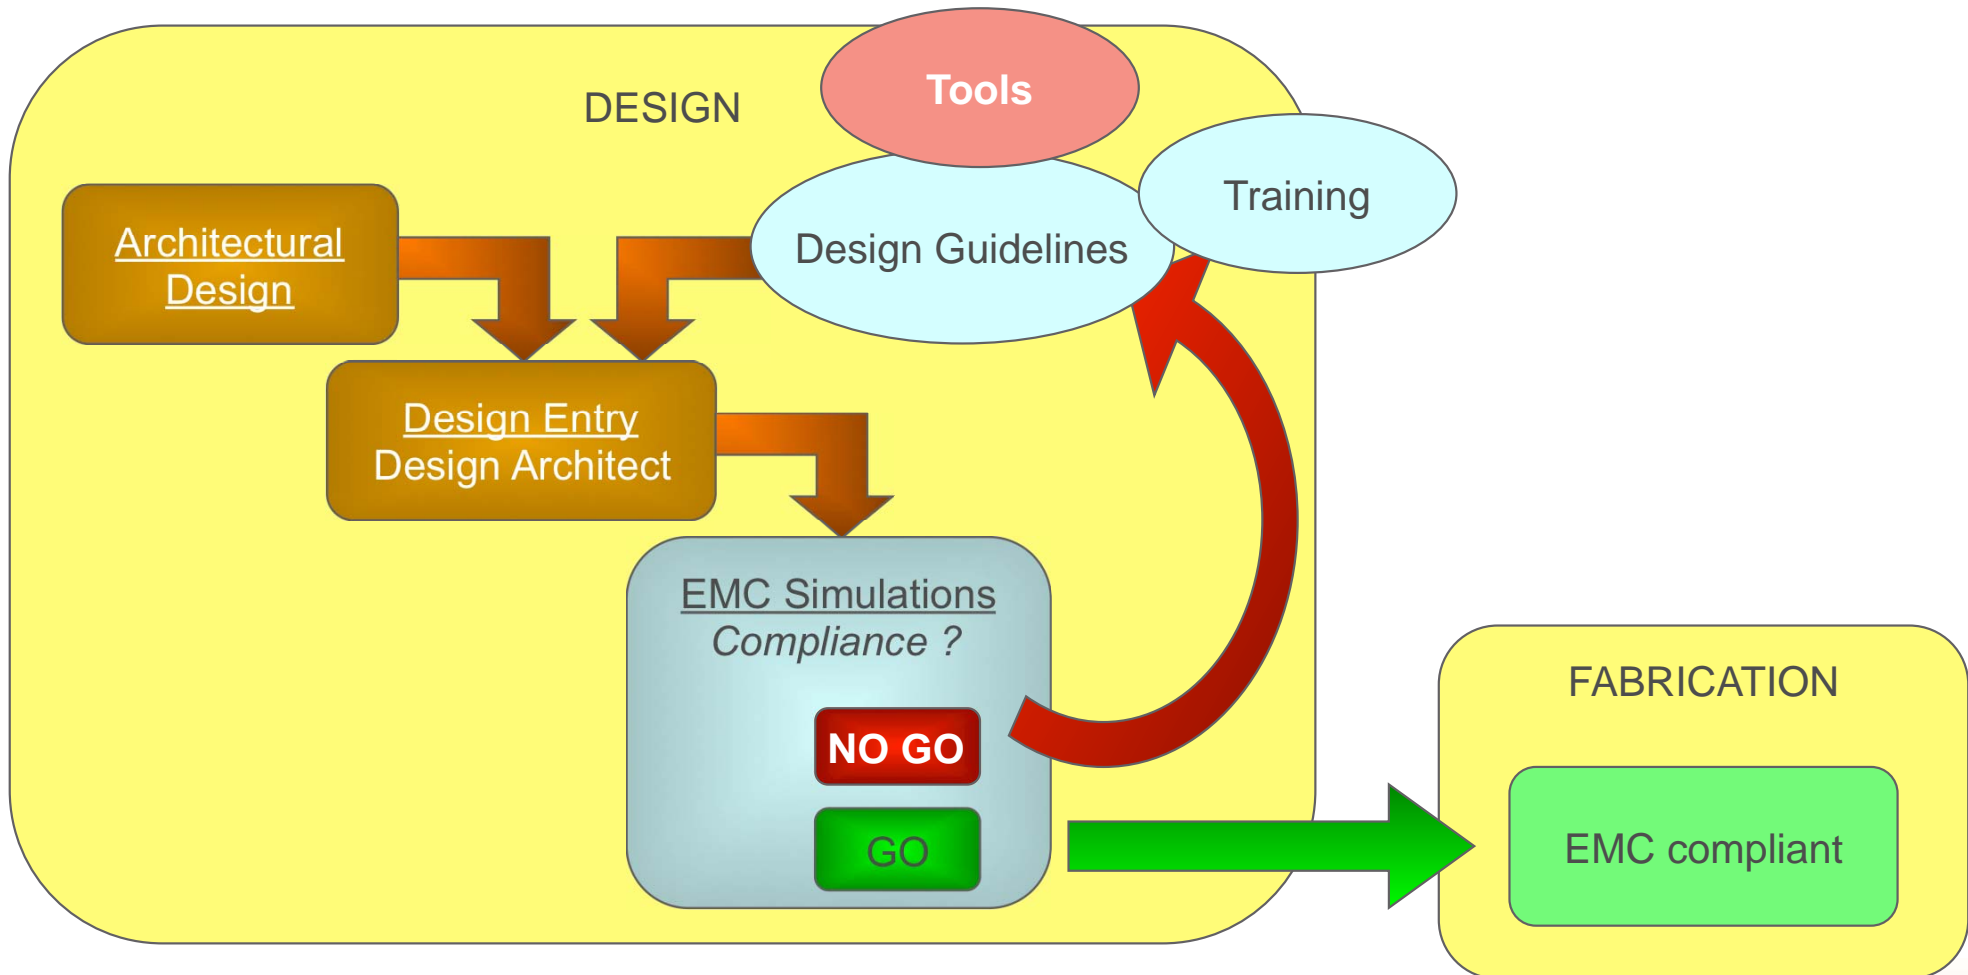 DESIGN
Tools
Training
Architectural
Design
Design Guidelines
Design Entry
Design Architect
EMC Simulations
Compliance ?
NO GO
GO
FABRICATION
EMC compliant